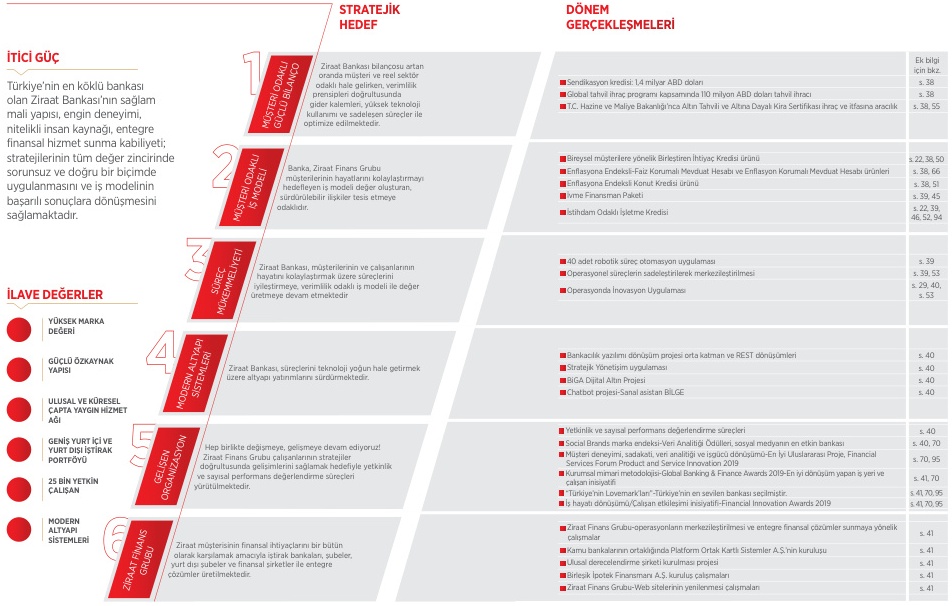 STRATEJİK
HEDEF
DÖNEM
GERÇEKLEŞMELERİ
İTİCİ GÜÇ
Türkiye'nin en köklü bankası
olan Ziraat Bankası'nın sağlam
mali yapısı, engin deneyimi,
nitelikli insan kaynağı, entegre
finansal hizmet sunma kabiliyeti;
stratejilerinin tüm değer zincirinde
sorunsuz ve doğru bir biçimde
uygulanmasını ve iş modelinin
başarılı sonuçlara dönüşmesini
sağlamaktadır.
İLAVE DEĞERLER
YÜKSEK MARKA
DEĞERİ
GÜÇLÜ ÖZKAYNAK
YAPISI
ULUSAL VE KÜRESEL
ÇAPTA YAYGIN HİZMET
AĞI
GENİŞ YURT İÇİ VE
YURT DIŞI İŞTİRAK
PORTFÖYÜ
25 BİN YETKİN
ÇALIŞAN
MODERN
ALTYAPI
SİSTEMLERİ
1
MÜŞTERİ ODAKLI
GÜÇLÜ BİLANÇO
Ziraat Bankası bilançosu artan
oranda müşteri ve reel sektör
odaklı hale gelirken, verimlilik
prensipleri doğrultusunda
gider kalemleri, yüksek teknoloji
kullanımı ve sadeleşen süreçler ile
optimize edilmektedir.
Ek bilgi
için bkz.
Sendikasyon kredisi: 1,4 milyar ABD doları s. 38
Global tahvil ihraç programı kapsamında 110 milyon ABD doları tahvil ihracı s. 38
T.C. Hazine ve Maliye Bakanlığı'nca Altın Tahvili ve Altına Dayalı Kira Sertifikası ihraç ve itfasına aracılık s. 38, 55
2
MÜŞTERİ ODAKLI
İŞ MODELİ
Banka, Ziraat Finans Grubu
müşterilerinin hayatlarını kolaylaştırmayı
hedefleyen iş modeli değer oluşturan,
sürdürülebilir ilişkiler tesis etmeye
odaklıdır.
Bireysel müşterilere yönelik Birleştiren İhtiyaç Kredisi ürünü s. 22,38, 50
Enflasyona Endeksli-Faiz Korumalı Mevduat Hesabı ve Enflasyon Korumalı Mevduat Hesabı ürünleri s. 38, 66
Enflasyona Endeksli Konut Kredisi ürünü s. 38, 51
İvme Finansman Paketi s. 39, 45
İstihdam Odaklı İşletme Kredisi s. 22, 39,
46, 52, 94
3
SÜREÇ
MÜKEMMELİYETİ
Ziraat Bankası, müşterilerinin ve çalışanlarının
hayatını kolaylaştırmak üzere süreçlerini
iyileştirmeye, verimlilik odaklı iş modeli ile değer
üretmeye devam etmektedir
40 adet robotik süreç otomasyon uygulaması s. 39
Operasyonel süreçlerin sadeleştirilerek merkezileştirilmesi s. 39, 53
Operasyonda İnovasyon Uygulaması s. 29, 40,
s. 53
4
MODERN ALTYAPI
SİSTEMLERİ
Ziraat Bankası, süreçlerini teknoloji yoğun hale getirmek
üzere altyapı yatırımlarını sürdürmektedir.
Bankacılık yazılımı dönüşüm projesi orta katman ve REST dönüşümleri s. 40
Stratejik Yönetişim uygulaması s. 40
BiGA Dijital Altın Projesi s. 40
Chatbot projesi-Sanal asistan BİLGE s. 40
5
GELİŞEN
ORGANİZASYON
Hep birlikte değişmeye, gelişmeye devam ediyoruz!
Ziraat Finans Grubu çalışanlarının stratejiler
doğrultusunda gelişimlerini sağlamak hedefiyle yetkinlik
ve sayısal performans değerlendirme süreçleri
yürütülmektedir.
Yetkinlik ve sayısal performans değerlendirme süreçleri s. 40
Social Brands marka endeksi-Veri Analitiği Ödülleri, sosyal medyanın en etkin bankası s. 40, 70
Müşteri deneyimi, sadakati, veri analitiği ve işgücü dönüşümü-En İyi Uluslararası Proje, Financial
Services Forum Product and Service Innovation 2019 s. 70, 95
Kurumsal mimari metodolojisi-Global Banking & Finance Awards 2019-En iyi dönüşüm yapan iş yeri ve
çalışan inisiyatifi s. 41, 70
"Türkiye'nin Lovemark'ları"-Türkiye'nin en sevilen bankası seçilmiştir. s. 41,70,95
İş hayatı dönüşümü/Çalışan etkileşimi inisiyatifi-Financial Innovation Awards 2019 s. 41,70,95
6
ZİRAAT FİNANS
GRUBU
Ziraat müşterisinin finansal ihtiyaçlarını bir bütün
olarak karşılamak amacıyla iştirak bankaları, şubeler,
yurt dışı şubeler ve finansal şirketler ile entegre
çözümler üretilmektedir.
Ziraat Finans Grubu-operasyonların merkezileştirilmesi ve entegre finansal çözümler sunmaya yönelik
çalışmalar s. 41
Kamu bankalarının ortaklığında Platform Ortak Kartlı Sistemler A.Ş.'nin kuruluşu s. 41
Ulusal derecelendirme şirketi kurulması projesi s. 41
Birleşik İpotek Finansmanı A.Ş. kuruluş çalışmaları s. 41
Ziraat Finans Grubu-Web sitelerinin yenilenmesi çalışmaları s. 41